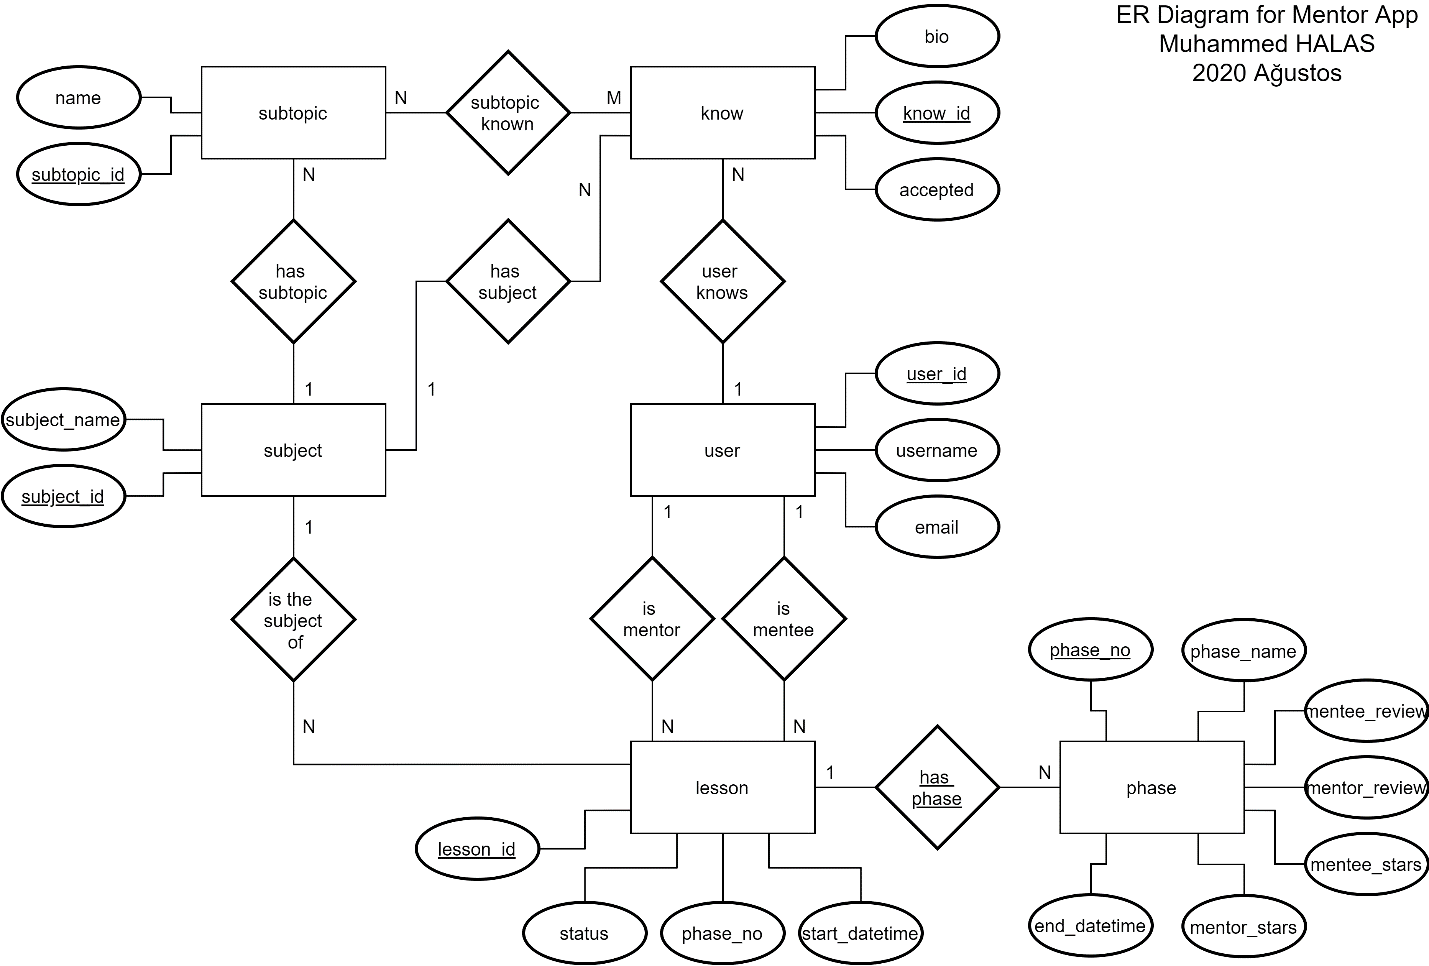 ER Diagram for Mentor App
Muhammed HALAS
2020 Ağustos
bio
name
subtopic
N
subtopic
known
M
know
know_id
subtopic_id
accepted
N
N
N
has
subtopic
has
subject
user
knows
1
1
1
user_id
subject_name
subject
user
username
subject_id
email
1
1
1
is the
subject
of
is
mentor
is
mentee
phase_no
phase_name
N
N
N
mentee_review
lesson
1
has
phase
N
phase
mentor_review
lesson_id
mentee_stars
status
phase_no
start_datetime
end_datetime
mentor_stars